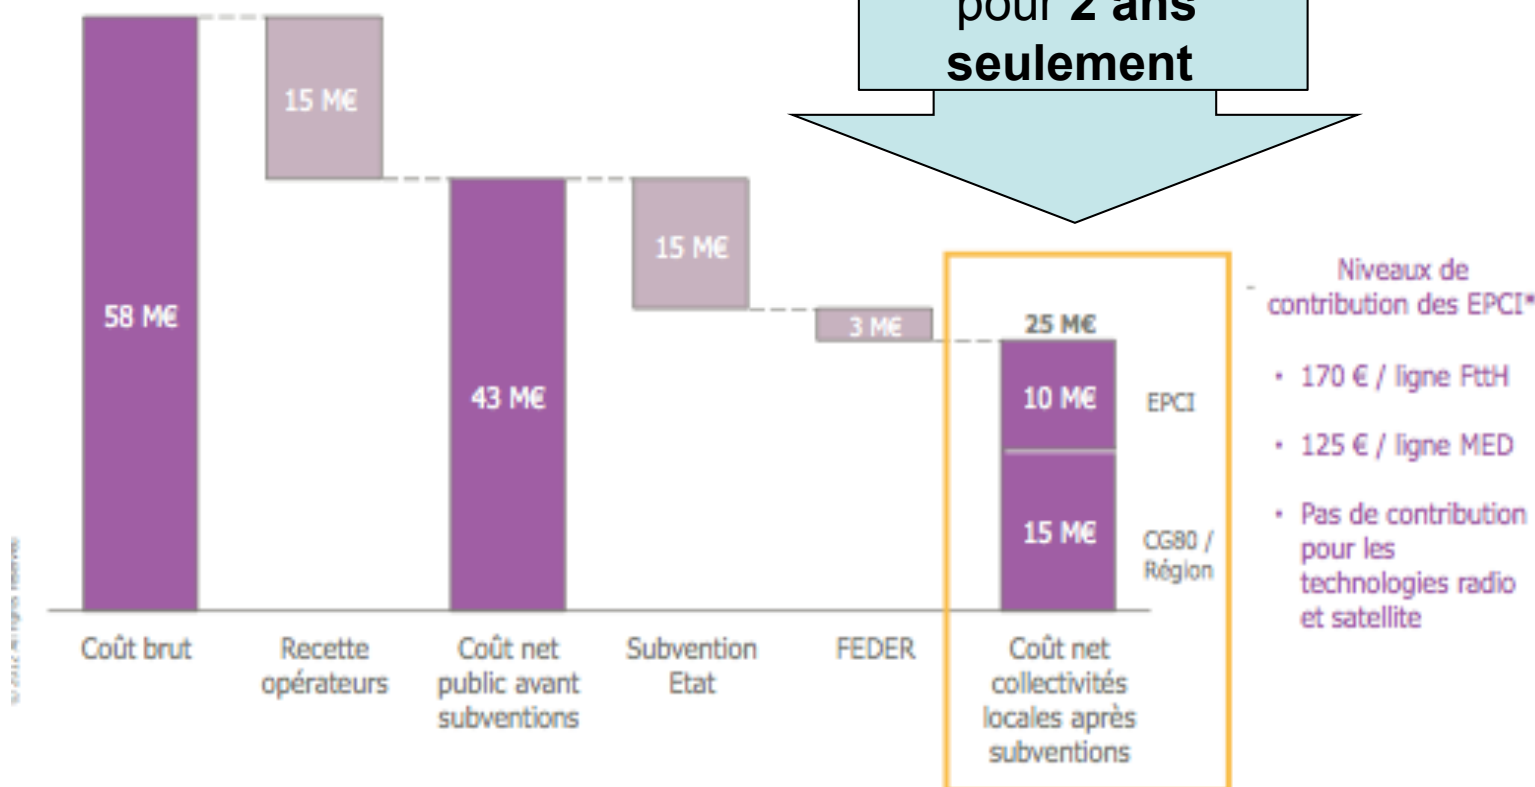 pour 2 ans
seulement
15 M€
58 M€
43 M€
15 M€
3 M€
25 M€
10 M€
EPCI
15 M€
CG80 /
Région
Niveaux de
contribution des EPCI*
• 170 € / ligne FttH
• 125 € / ligne MED
• Pas de contribution
pour les
technologies radio
et satellite
Coût brut
Recette
opérateurs
Coût net
public avant
subventions
Subvention
Etat
FEDER
Coût net
collectivités
locales après
subventions